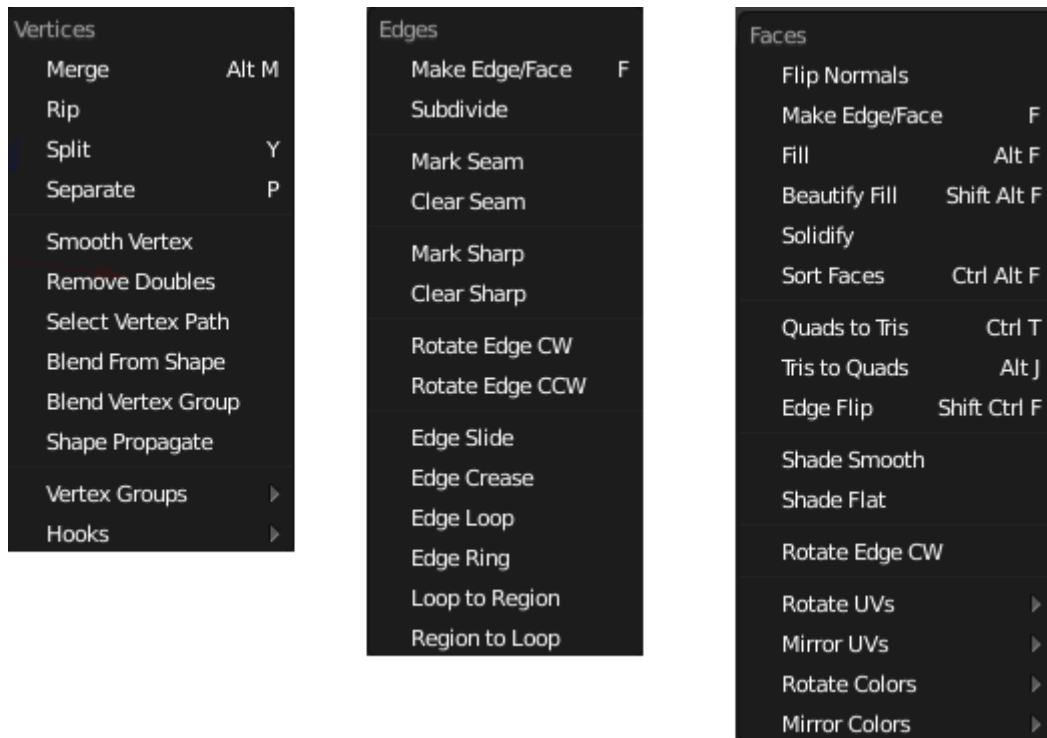 Vertices
Merge Alt M
Rip
Split Y
Separate P
Smooth Vertex
Remove Doubles
Select Vertex Path
Blend From Shape
Blend Vertex Group
Shape Propagate
Vertex Groups
Hooks
Edges
Make Edge/Face F
Subdivide
Mark Seam
Clear Seam
Mark Sharp
Clear Sharp
Rotate Edge CW
Rotate Edge CCW
Edge Slide
Edge Crease
Edge Loop
Edge Ring
Loop to Region
Region to Loop
Faces
Flip Normals
Make Edge/Face F
Fill Alt F
Beautify Fill Shift Alt F
Solidify
Sort Faces Ctrl Alt F
Quads to Tris Ctrl T
Tris to Quads Alt J
Edge Flip Shift Ctrl F
Shade Smooth
Shade Flat
Rotate Edge CW
Rotate UVs
Mirror UVs
Rotate Colors
Mirror Colors